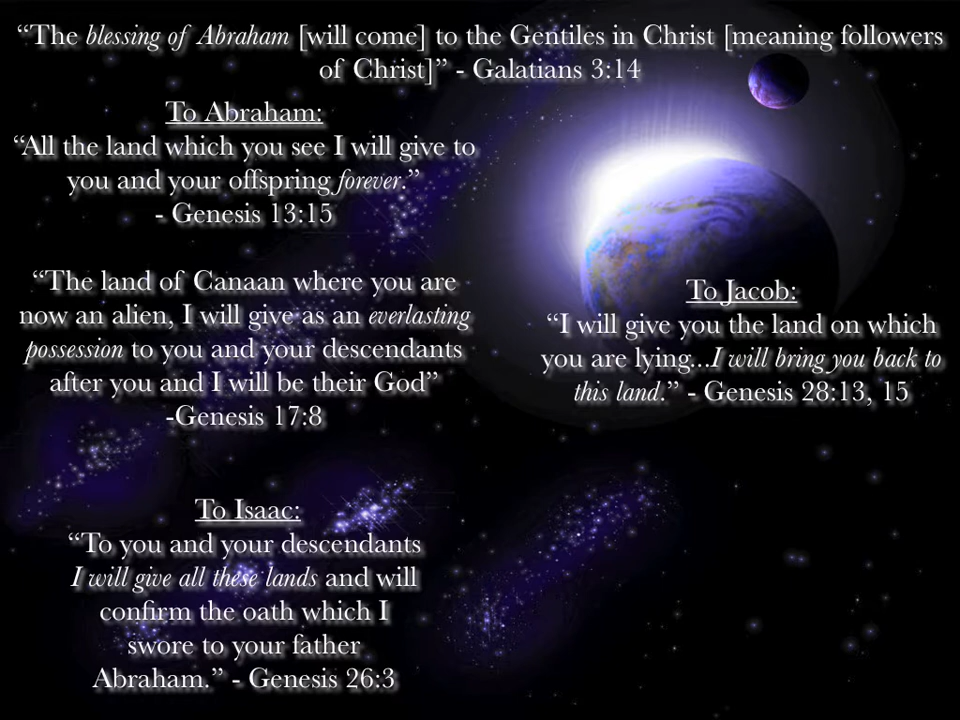 “The blessing of Abraham [will come] to the Gentiles in Christ [meaning followers
of Christ]” - Galatians 3:14
To Abraham:
“All the land which you see I will give to
you and your offspring forever.”
- Genesis 13:15
“The land of Canaan where you are
now an alien, I will give as an everlasting
possession to you and your descendants
after you and I will be their God”
-Genesis 17:8
To Isaac:
“To you and your descendants
I will give all these lands and will
confirm the oath which I
swore to your father
Abraham.” - Genesis 26:3
To Jacob:
“I will give you the land on which
you are lying...I will bring you back to
this land.” - Genesis 28:13, 15